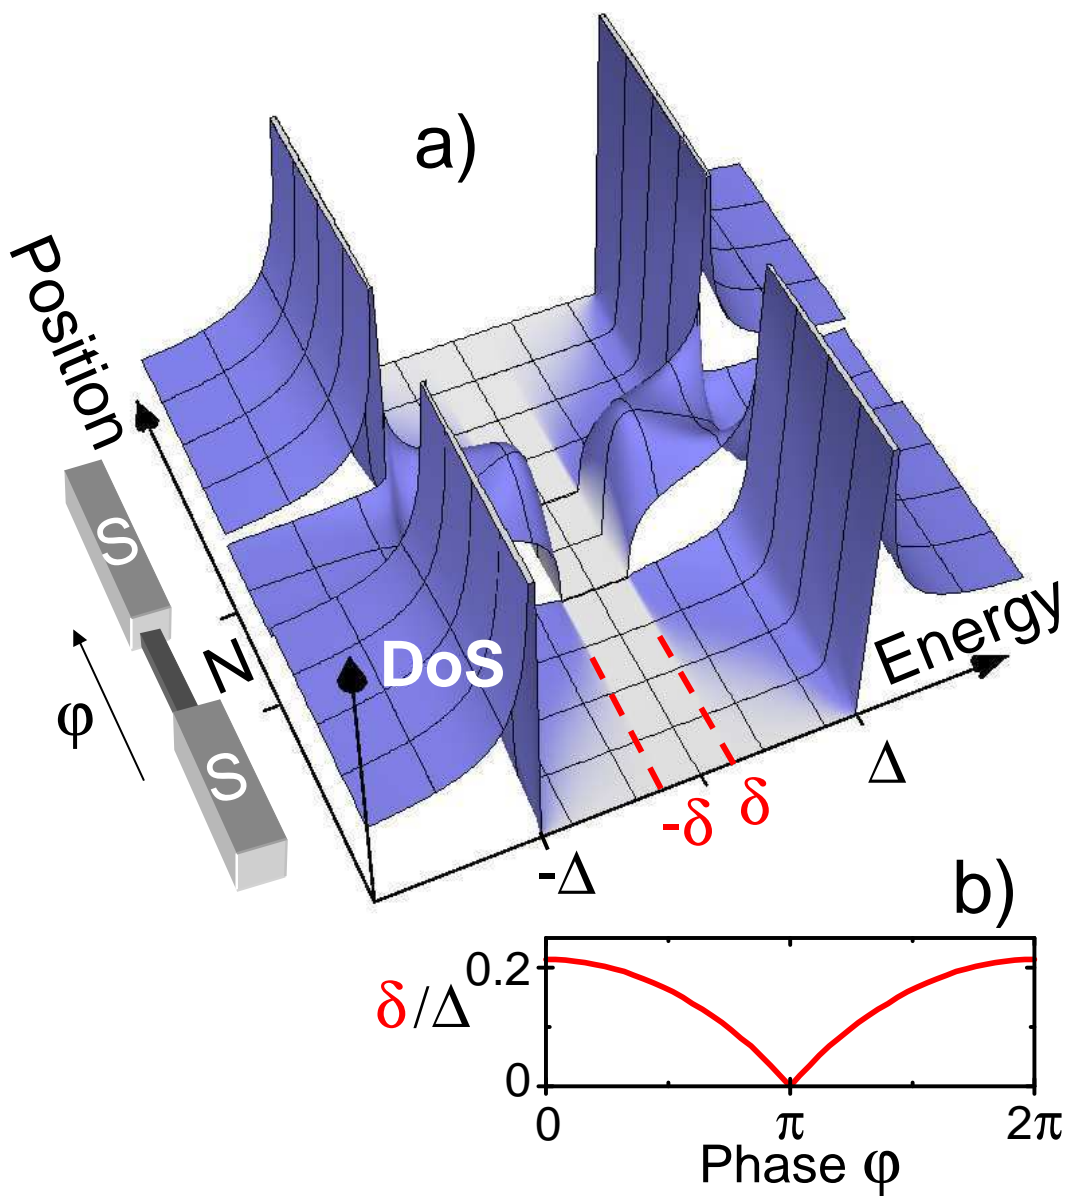 a)
Position
S
N
DoS
Energy
φ
S
Δ
-δ
δ
-Δ
b)
0.2
δ/Δ
0
0
π
2π
Phase φ